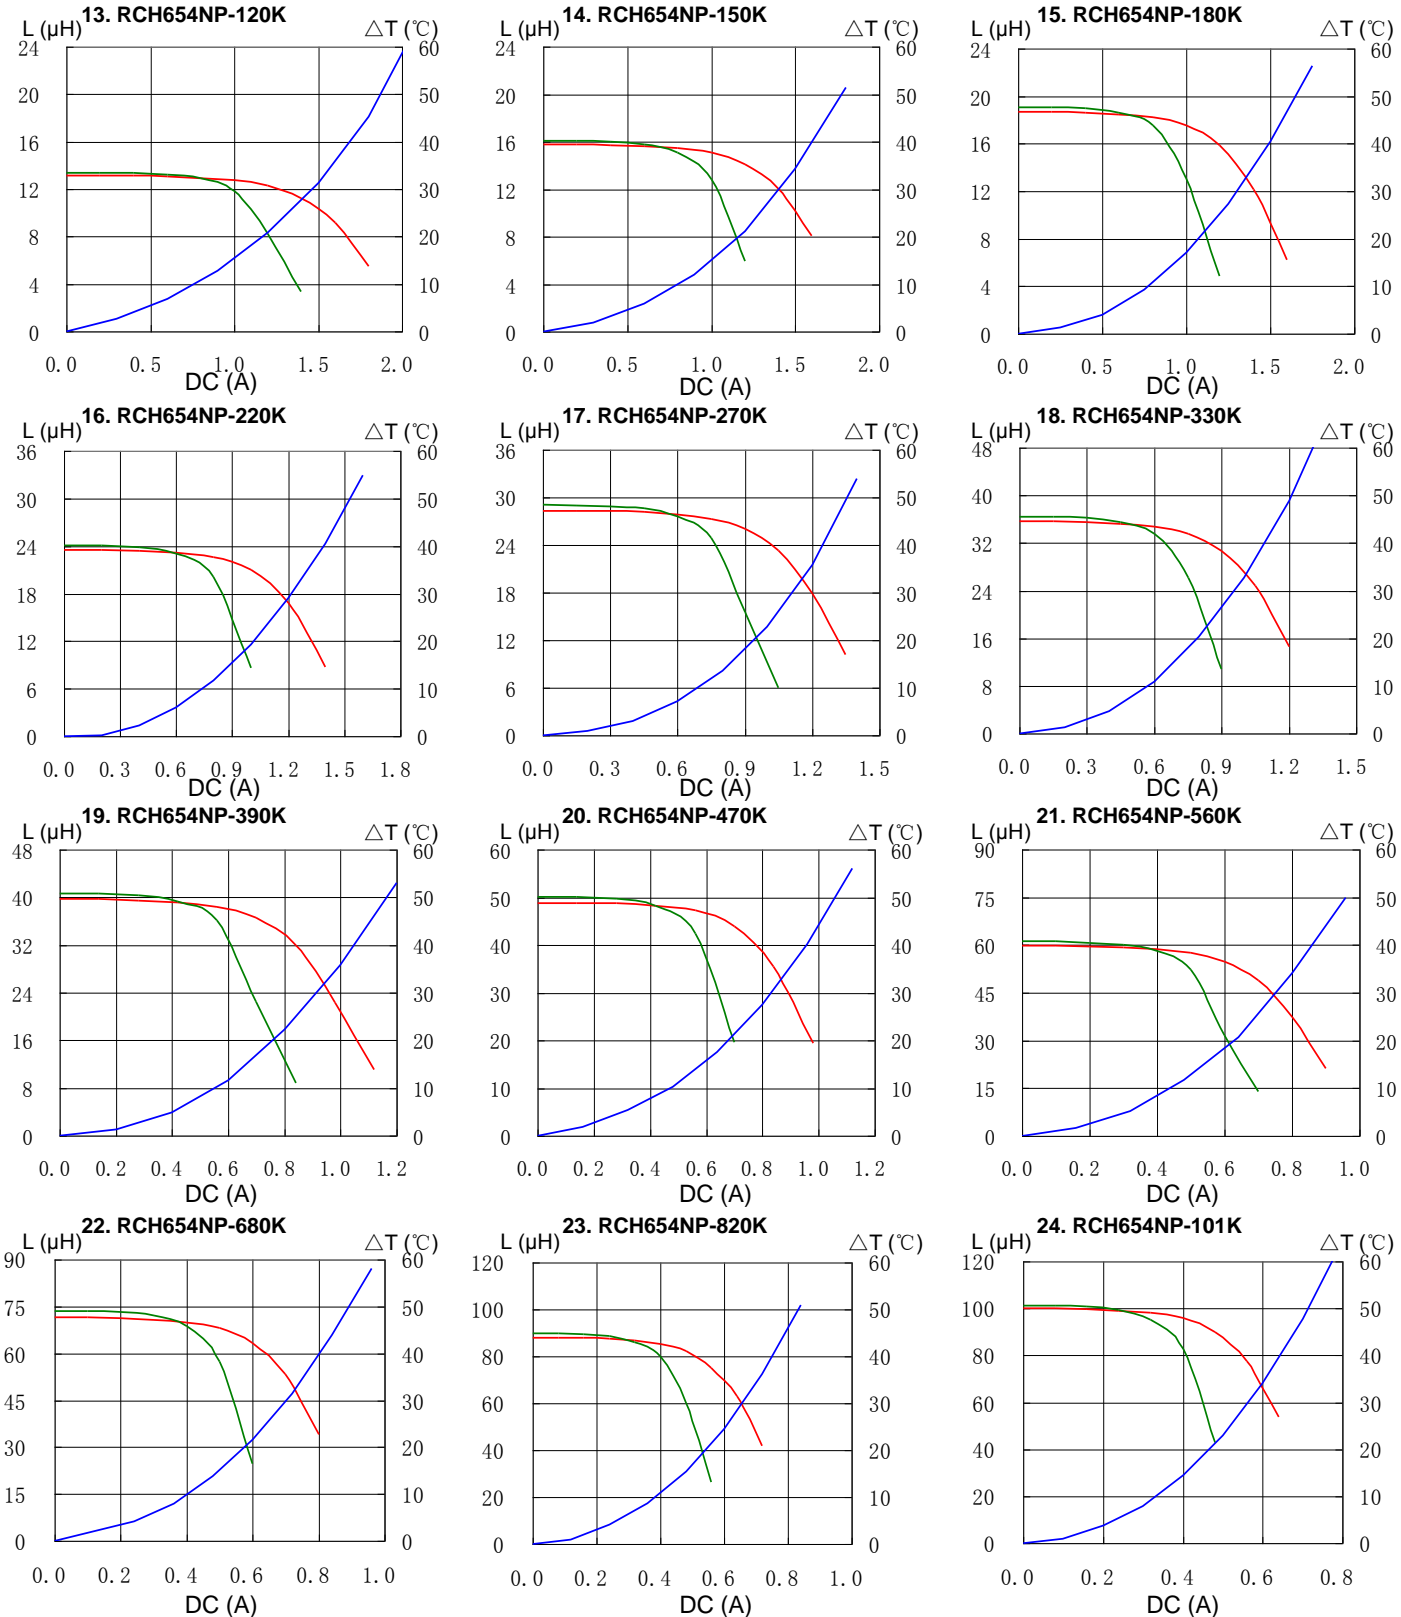 13. RCH654NP-120K
L (μH) △T (℃)
24 60
20 50
16 40
12 30
8 20
4 10
0 0
0.0 0.5 1.0 1.5 2.0
DC (A)
14. RCH654NP-150K
L (μH) △T (℃)
24 60
20 50
16 40
12 30
8 20
4 10
0 0
0.0 0.5 1.0 1.5 2.0
DC (A)
15. RCH654NP-180K
L (μH) △T (℃)
24 60
20 50
16 40
12 30
8 20
4 10
0 0
0.0 0.5 1.0 1.5 2.0
DC (A)
16. RCH654NP-220K
L (μH) △T (℃)
36 60
30 50
24 40
18 30
12 20
6 10
0 0
0.0 0.3 0.6 0.9 1.2 1.5 1.8
DC (A)
17. RCH654NP-270K
L (μH) △T (℃)
36 60
30 50
24 40
18 30
12 20
6 10
0 0
0.0 0.3 0.6 0.9 1.2 1.5
DC (A)
18. RCH654NP-330K
L (μH) △T (℃)
48 60
40 50
32 40
24 30
16 20
8 10
0 0
0.0 0.3 0.6 0.9 1.2 1.5
DC (A)
19. RCH654NP-390K
L (μH) △T (℃)
48 60
40 50
32 40
24 30
16 20
8 10
0 0
0.0 0.2 0.4 0.6 0.8 1.0 1.2
DC (A)
20. RCH654NP-470K
L (μH) △T (℃)
60 60
50 50
40 40
30 30
20 20
10 10
0 0
0.0 0.2 0.4 0.6 0.8 1.0 1.2
DC (A)
21. RCH654NP-560K
L (μH) △T (℃)
90 60
75 50
60 40
45 30
30 20
15 10
0 0
0.0 0.2 0.4 0.6 0.8 1.0
DC (A)
22. RCH654NP-680K
L (μH) △T (℃)
90 60
75 50
60 40
45 30
30 20
15 10
0 0
0.0 0.2 0.4 0.6 0.8 1.0
DC (A)
23. RCH654NP-820K
L (μH) △T (℃)
120 60
100 50
80 40
60 30
40 20
20 10
0 0
0.0 0.2 0.4 0.6 0.8 1.0
DC (A)
24. RCH654NP-101K
L (μH) △T (℃)
120 60
100 50
80 40
60 30
40 20
20 10
0 0
0.0 0.2 0.4 0.6 0.8
DC (A)